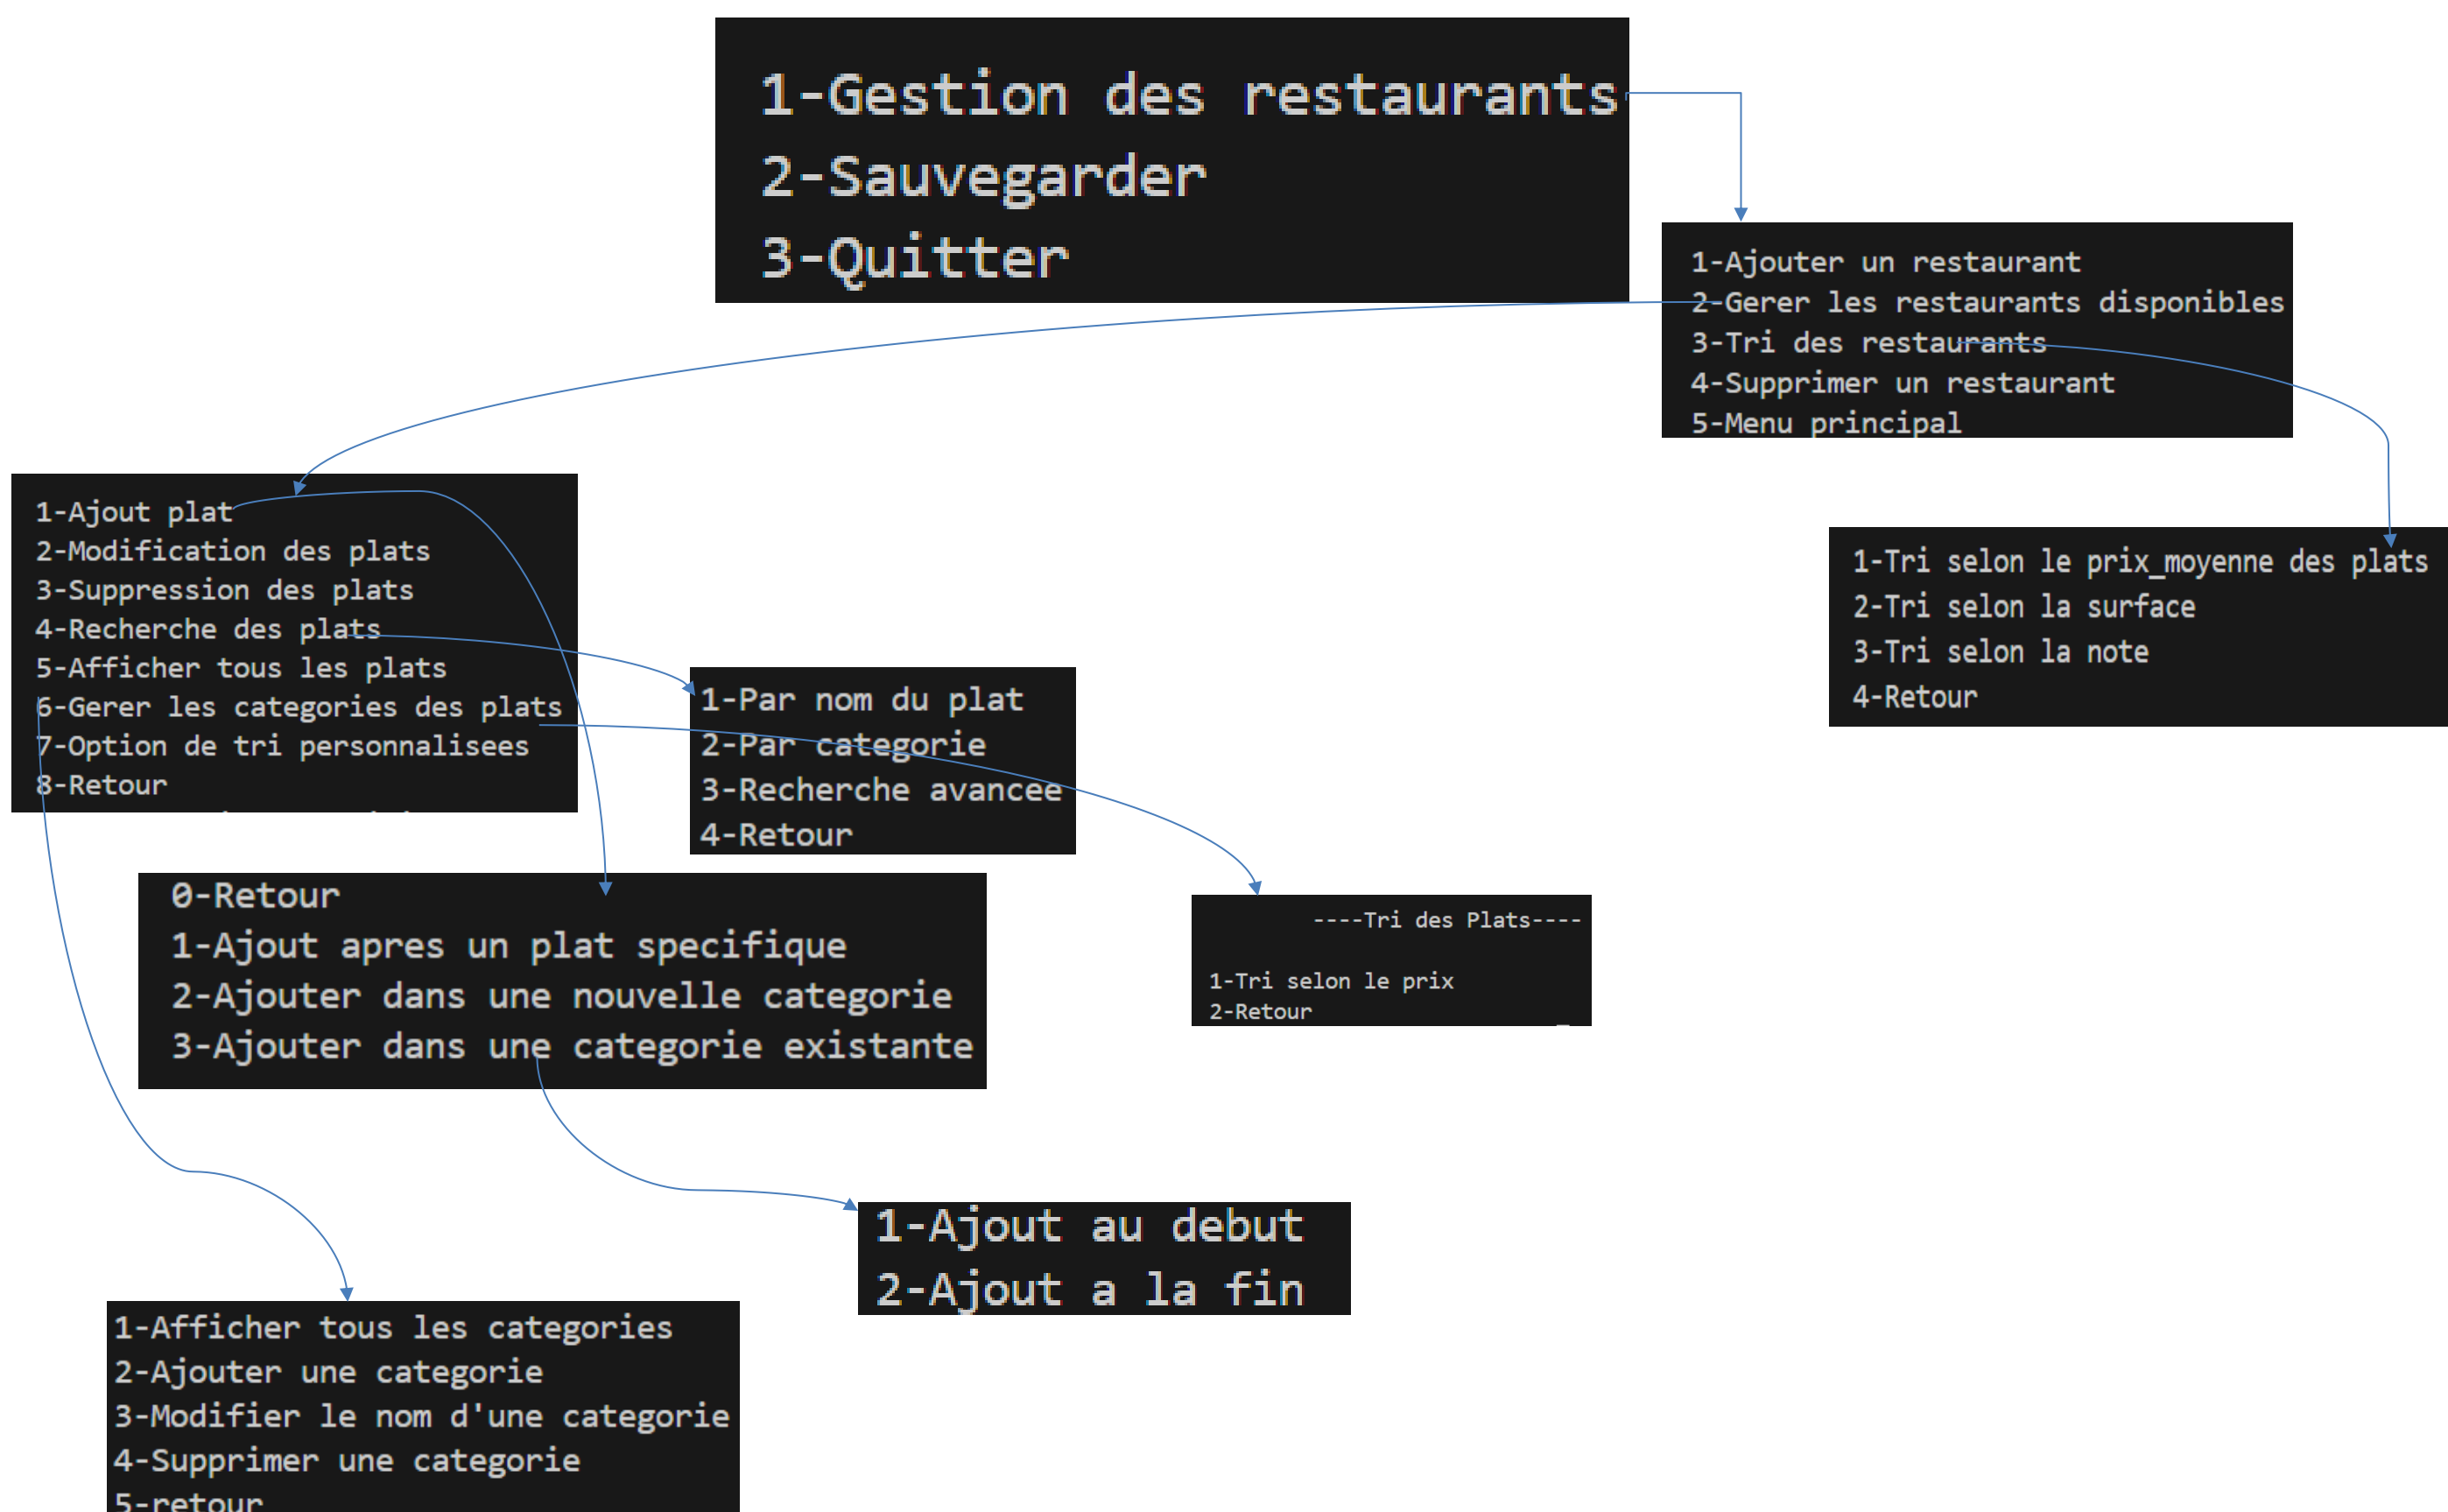 1-Gestion des restaurants
2-Sauvegarder
3-Quitter
1-Ajouter un restaurant
2-Gerer les restaurants disponibles
3-Tri des restaurants
4-Supprimer un restaurant
5-Menu principal
1-Ajout plat
2-Modification des plats
3-Suppression des plats
4-Recherche des plats
5-Afficher tous les plats
6-Gerer les categories des plats
7-Option de tri personnalisees
8-Retour
1-Tri selon le prix_moyenne des plats
2-Tri selon la surface
3-Tri selon la note
4-Retour
1-Par nom du plat
2-Par categorie
3-Recherche avancee
4-Retour
0-Retour
1-Ajout apres un plat specifique
2-Ajouter dans une nouvelle categorie
3-Ajouter dans une categorie existante
----Tri des Plats----
1-Tri selon le prix
2-Retour
1-Ajout au debut
2-Ajout a la fin
1-Afficher tous les categories
2-Ajouter une categorie
3-Modifier le nom d'une categorie
4-Supprimer une categorie
5-retour